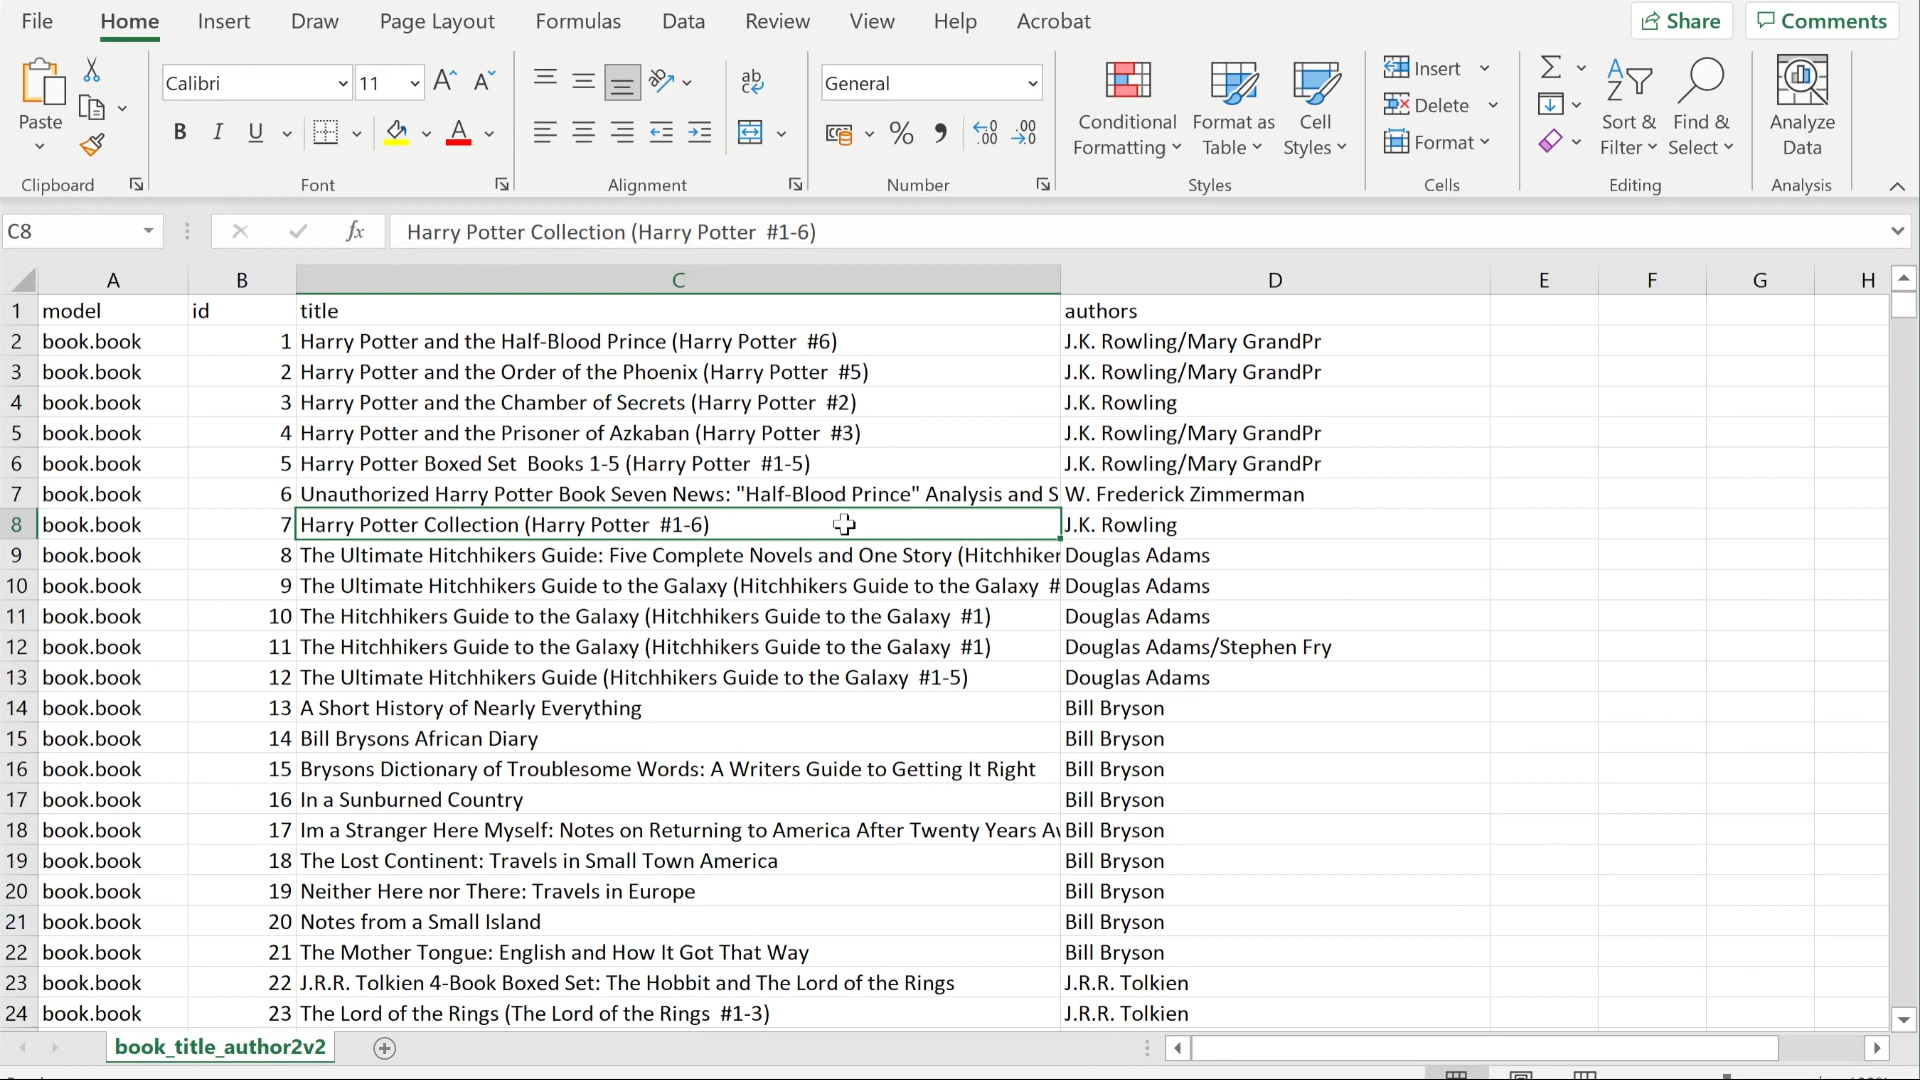 File Home Insert Draw Page Layout Formulas Data Review View Help Acrobat Share Comments
Paste
Calibri 11
ab
General
Conditional Formatting
Format as Table
Cell Styles
Insert
Delete
Format
Sort & Filter
Find & Select
Analyze Data
Clipboard Font Alignment Number Styles Cells Editing Analysis
C8 fx Harry Potter Collection (Harry Potter  #1-6)
A B C D E F G H
1 model id title authors
2 book.book 1 Harry Potter and the Half-Blood Prince (Harry Potter  #6) J.K. Rowling/Mary GrandPr
3 book.book 2 Harry Potter and the Order of the Phoenix (Harry Potter  #5) J.K. Rowling/Mary GrandPr
4 book.book 3 Harry Potter and the Chamber of Secrets (Harry Potter  #2) J.K. Rowling
5 book.book 4 Harry Potter and the Prisoner of Azkaban (Harry Potter  #3) J.K. Rowling/Mary GrandPr
6 book.book 5 Harry Potter Boxed Set  Books 1-5 (Harry Potter  #1-5) J.K. Rowling/Mary GrandPr
7 book.book 6 Unauthorized Harry Potter Book Seven News: "Half-Blood Prince" Analysis and S W. Frederick Zimmerman
8 book.book 7 Harry Potter Collection (Harry Potter  #1-6) J.K. Rowling
9 book.book 8 The Ultimate Hitchhikers Guide: Five Complete Novels and One Story (Hitchhiker Douglas Adams
10 book.book 9 The Ultimate Hitchhikers Guide to the Galaxy (Hitchhikers Guide to the Galaxy  # Douglas Adams
11 book.book 10 The Hitchhikers Guide to the Galaxy (Hitchhikers Guide to the Galaxy  #1) Douglas Adams
12 book.book 11 The Hitchhikers Guide to the Galaxy (Hitchhikers Guide to the Galaxy  #1) Douglas Adams/Stephen Fry
13 book.book 12 The Ultimate Hitchhikers Guide (Hitchhikers Guide to the Galaxy  #1-5) Douglas Adams
14 book.book 13 A Short History of Nearly Everything Bill Bryson
15 book.book 14 Bill Brysons African Diary Bill Bryson
16 book.book 15 Brysons Dictionary of Troublesome Words: A Writers Guide to Getting It Right Bill Bryson
17 book.book 16 In a Sunburned Country Bill Bryson
18 book.book 17 Im a Stranger Here Myself: Notes on Returning to America After Twenty Years Bill Bryson
19 book.book 18 The Lost Continent: Travels in Small Town America Bill Bryson
20 book.book 19 Neither Here nor There: Travels in Europe Bill Bryson
21 book.book 20 Notes from a Small Island Bill Bryson
22 book.book 21 The Mother Tongue: English and How It Got That Way Bill Bryson
23 book.book 22 J.R.R. Tolkien 4-Book Boxed Set: The Hobbit and The Lord of the Rings J.R.R. Tolkien
24 book.book 23 The Lord of the Rings (The Lord of the Rings  #1-3) J.R.R. Tolkien
book_title_author2v2